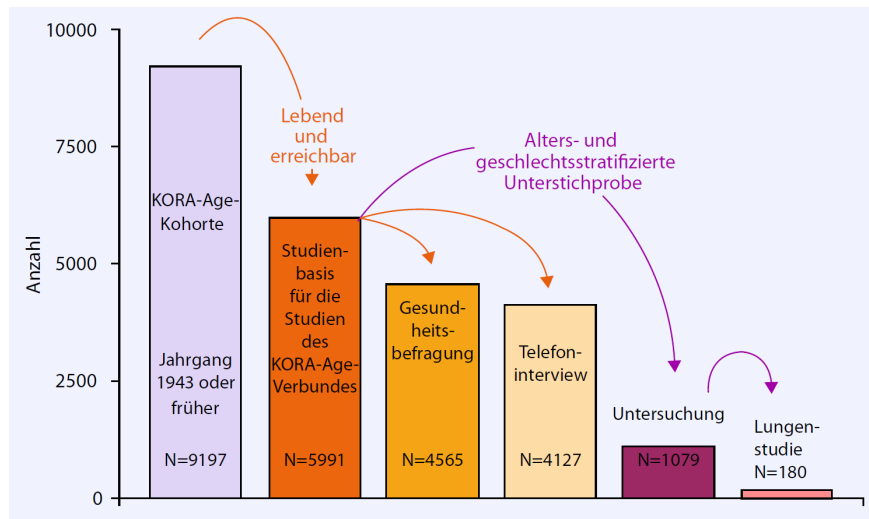 10000
7500
5000
2500
0
Anzahl
KORA-Age-
Kohorte
Jahrgang
1943 oder
früher
N=9197
Lebend
und
erreichbar
Studien-
basis
für die
Studien
des
KORA-Age-
Verbundes
N=5991
Gesund-
heits-
befragung
N=4565
Telefon-
interview
N=4127
Alters- und
geschlechtsstratifizierte
Unterstichprobe
Untersuchung
N=1079
Lungen-
studie
N=180